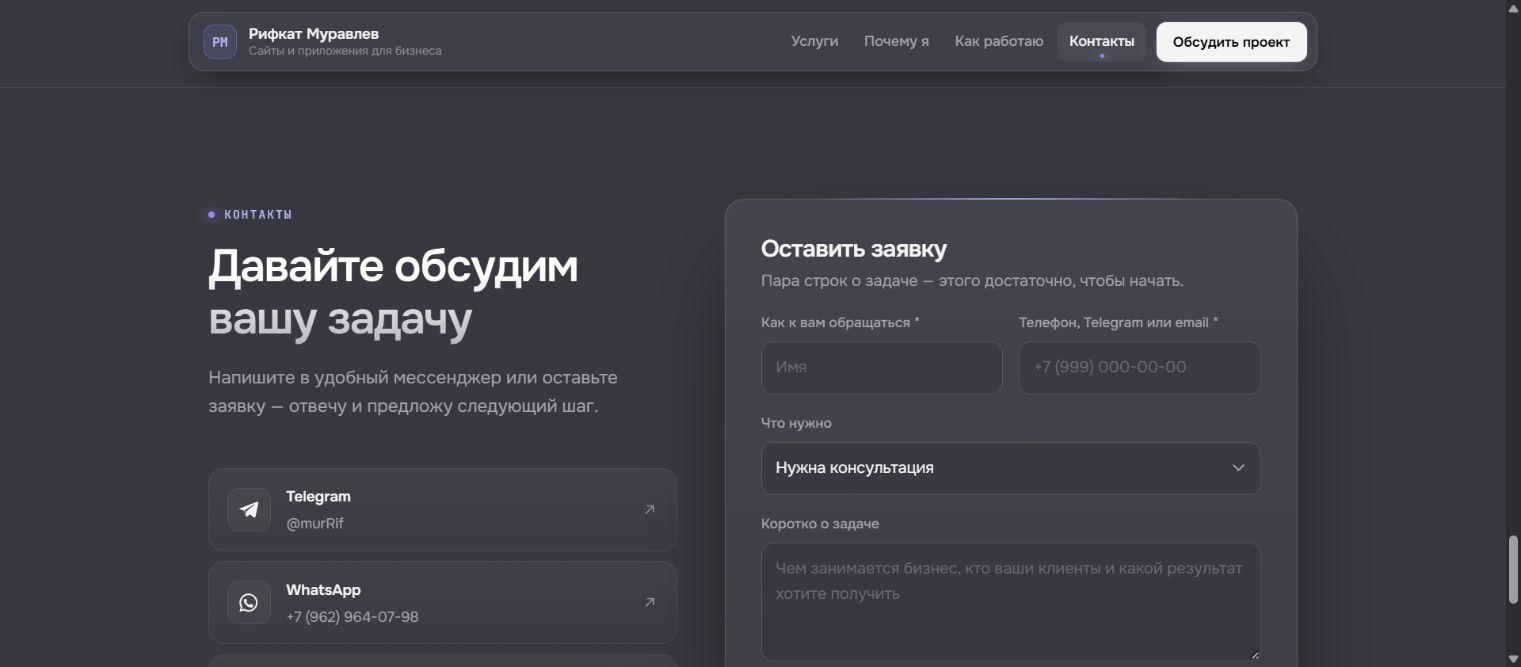 РМ
Рифкат Муравлев
Сайты и приложения для бизнеса
Услуги
Почему я
Как работаю
Контакты
Обсудить проект
КОНТАКТЫ
Давайте обсудим
вашу задачу
Напишите в удобный мессенджер или оставьте
заявку — отвечу и предложу следующий шаг.
Telegram
@murRif
WhatsApp
+7 (962) 964-07-98
Оставить заявку
Пара строк о задаче — этого достаточно, чтобы начать.
Как к вам обращаться *
Имя
Телефон, Telegram или email *
+7 (999) 000-00-00
Что нужно
Нужна консультация
Коротко о задаче
Чем занимается бизнес, кто ваши клиенты и какой результат
хотите получить